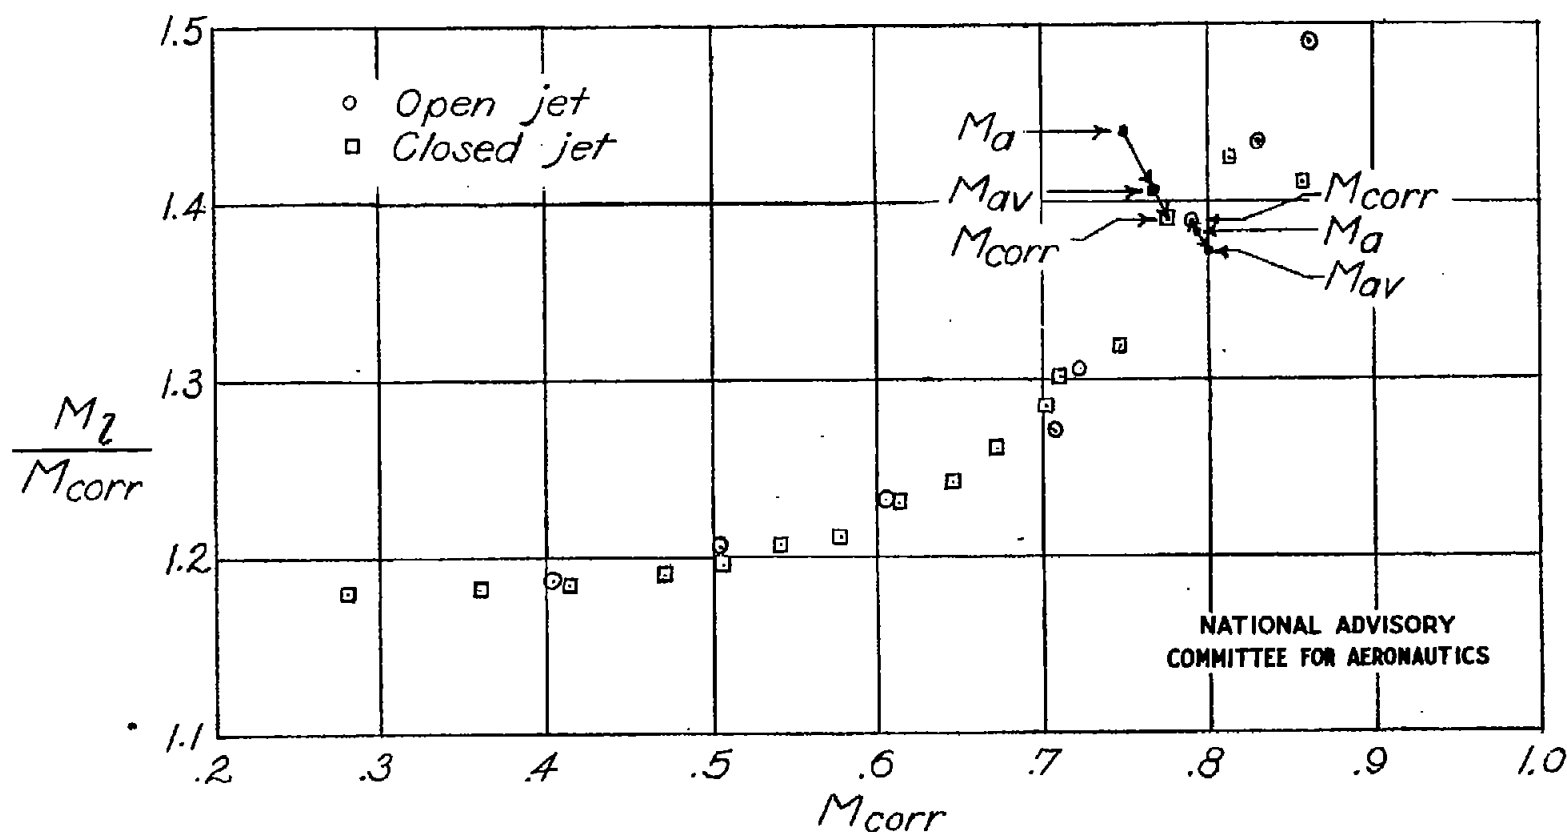 1.5
Open jet
Closed jet
Ma
Mav
Mcorr
Mcorr
Ma
Mav
1.4
1.3
Ml
Mcorr
1.2
NATIONAL ADVISORY
COMMITTEE FOR AERONAUTICS
1.1
.2 .3 .4 .5 .6 .7 .8 .9 1.0
Mcorr